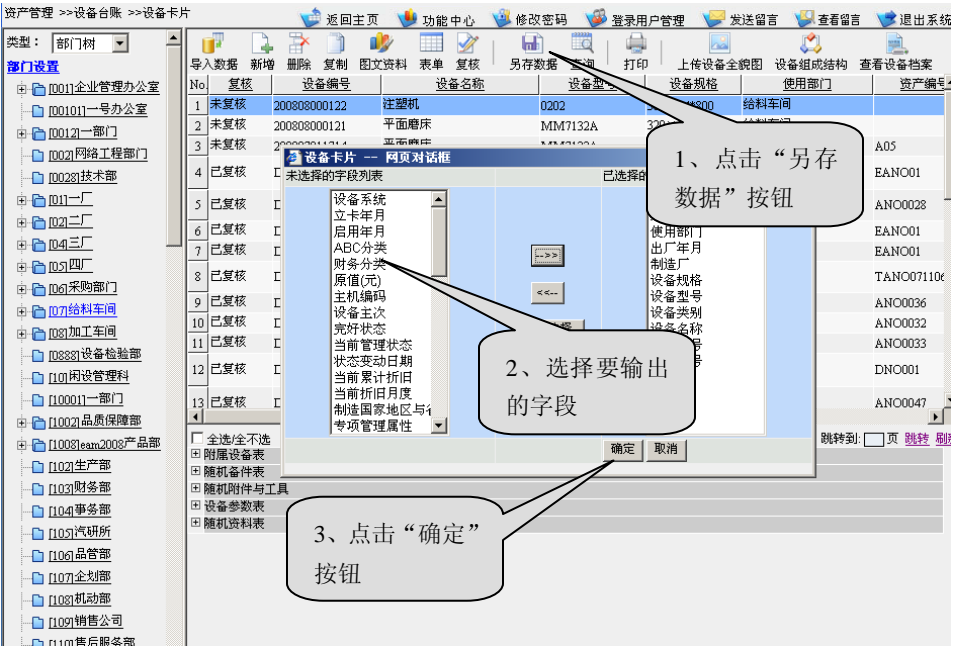 资产管理 >>设备台账 >>设备卡片
返回主页 功能中心 修改密码 登录用户管理 发送留言 查看留言 退出系统
类型： 部门树
导入数据 新增 删除 复制 图文资料 表单 复核 另存数据 查询 打印 上传设备全貌图 设备组成结构 查看设备档案
部门设置
[001]企业管理办公室
[00101]一号办公室
[0012]一部门
[002]网络工程部门
[0028]技术部
[01]一厂
[02]二厂
[04]三厂
[05]四厂
[06]采购部门
[07]给料车间
[08]加工车间
[0888]设备检验部
[10]闲设管理科
[10001]一部门
[1002]品质保障部
[1008]eam2008产品部
[102]生产部
[103]财务部
[104]事务部
[105]汽研所
[106]品管部
[107]企划部
[108]机动部
[109]销售公司
[110]售后服务部
No. 复核 设备编号 设备名称 设备型号 设备规格 使用部门 资产编号
1 未复核 200808000122 注塑机 0202 给料车间
2 未复核 200808000121 平面磨床 MM7132A
3 未复核 A05
4 已复核 EANO01
5 已复核 ANO0028
6 已复核 EANO01
7 已复核 EANO01
8 已复核 TANO071106
9 已复核 ANO0036
10 已复核 ANO0032
11 已复核 ANO0033
12 已复核 DNO001
13 已复核 ANO0047
设备卡片 -- 网页对话框
未选择的字段列表
设备系统
立卡年月
启用年月
ABC分类
财务分类
原值(元)
主机编码
设备主次
完好状态
当前管理状态
状态变动日期
当前累计折旧
当前折旧月度
制造国家地区与
专项管理属性
-->>
<<--
已选择的
使用部门
出厂年月
制造厂
设备规格
设备型号
设备类别
设备名称
确定 取消
1、点击“另存
数据”按钮
2、选择要输出
的字段
3、点击“确定”
按钮
全选/全不选
跳转到: 页 跳转 刷新
附属设备表
随机备件表
随机附件与工具
设备参数表
随机资料表